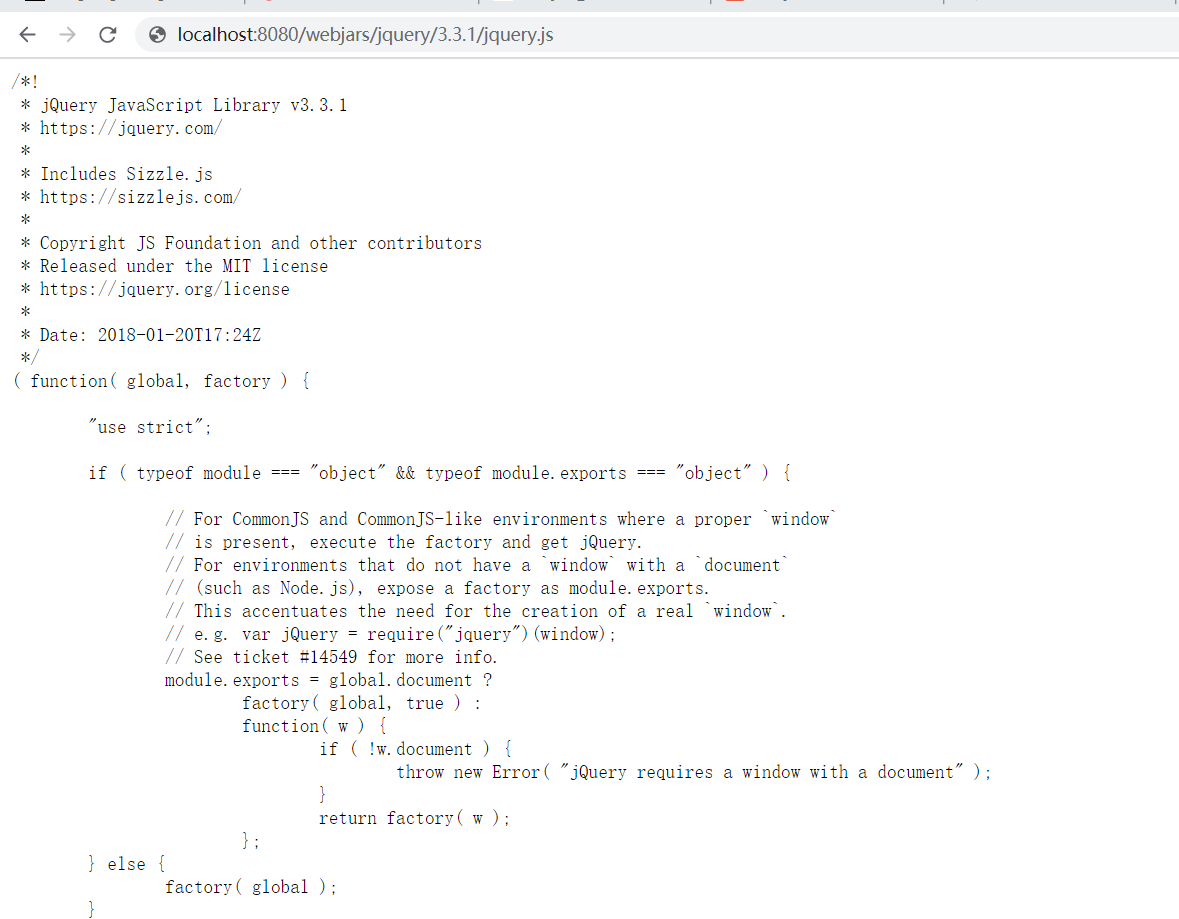 localhost:8080/webjars/jquery/3.3.1/jquery.js
/*!
 * jQuery JavaScript Library v3.3.1
 * https://jquery.com/
 *
 * Includes Sizzle.js
 * https://sizzlejs.com/
 *
 * Copyright JS Foundation and other contributors
 * Released under the MIT license
 * https://jquery.org/license
 *
 * Date: 2018-01-20T17:24Z
 */
( function( global, factory ) {
	"use strict";
	if ( typeof module === "object" && typeof module.exports === "object" ) {
		// For CommonJS and CommonJS-like environments where a proper `window`
		// is present, execute the factory and get jQuery.
		// For environments that do not have a `window` with a `document`
		// (such as Node.js), expose a factory as module.exports.
		// This accentuates the need for the creation of a real `window`.
		// e.g. var jQuery = require("jquery")(window);
		// See ticket #14549 for more info.
		module.exports = global.document ?
			factory( global, true ) :
			function( w ) {
				if ( !w.document ) {
					throw new Error( "jQuery requires a window with a document" );
				}
				return factory( w );
			};
	} else {
		factory( global );
	}